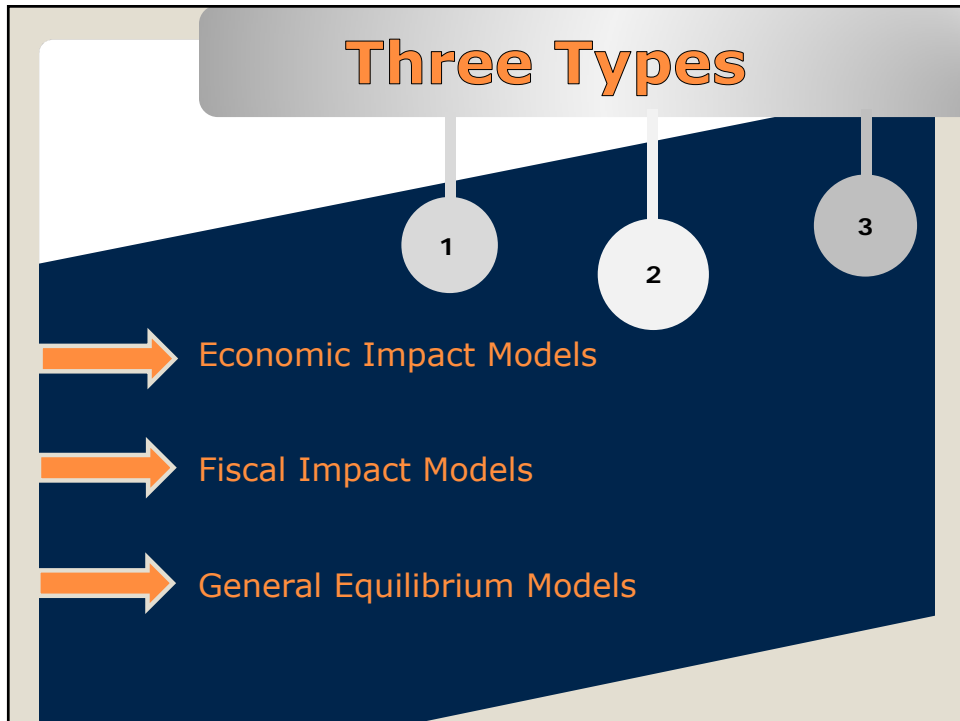 Three Types
1
2
3
Economic Impact Models
Fiscal Impact Models
General Equilibrium Models